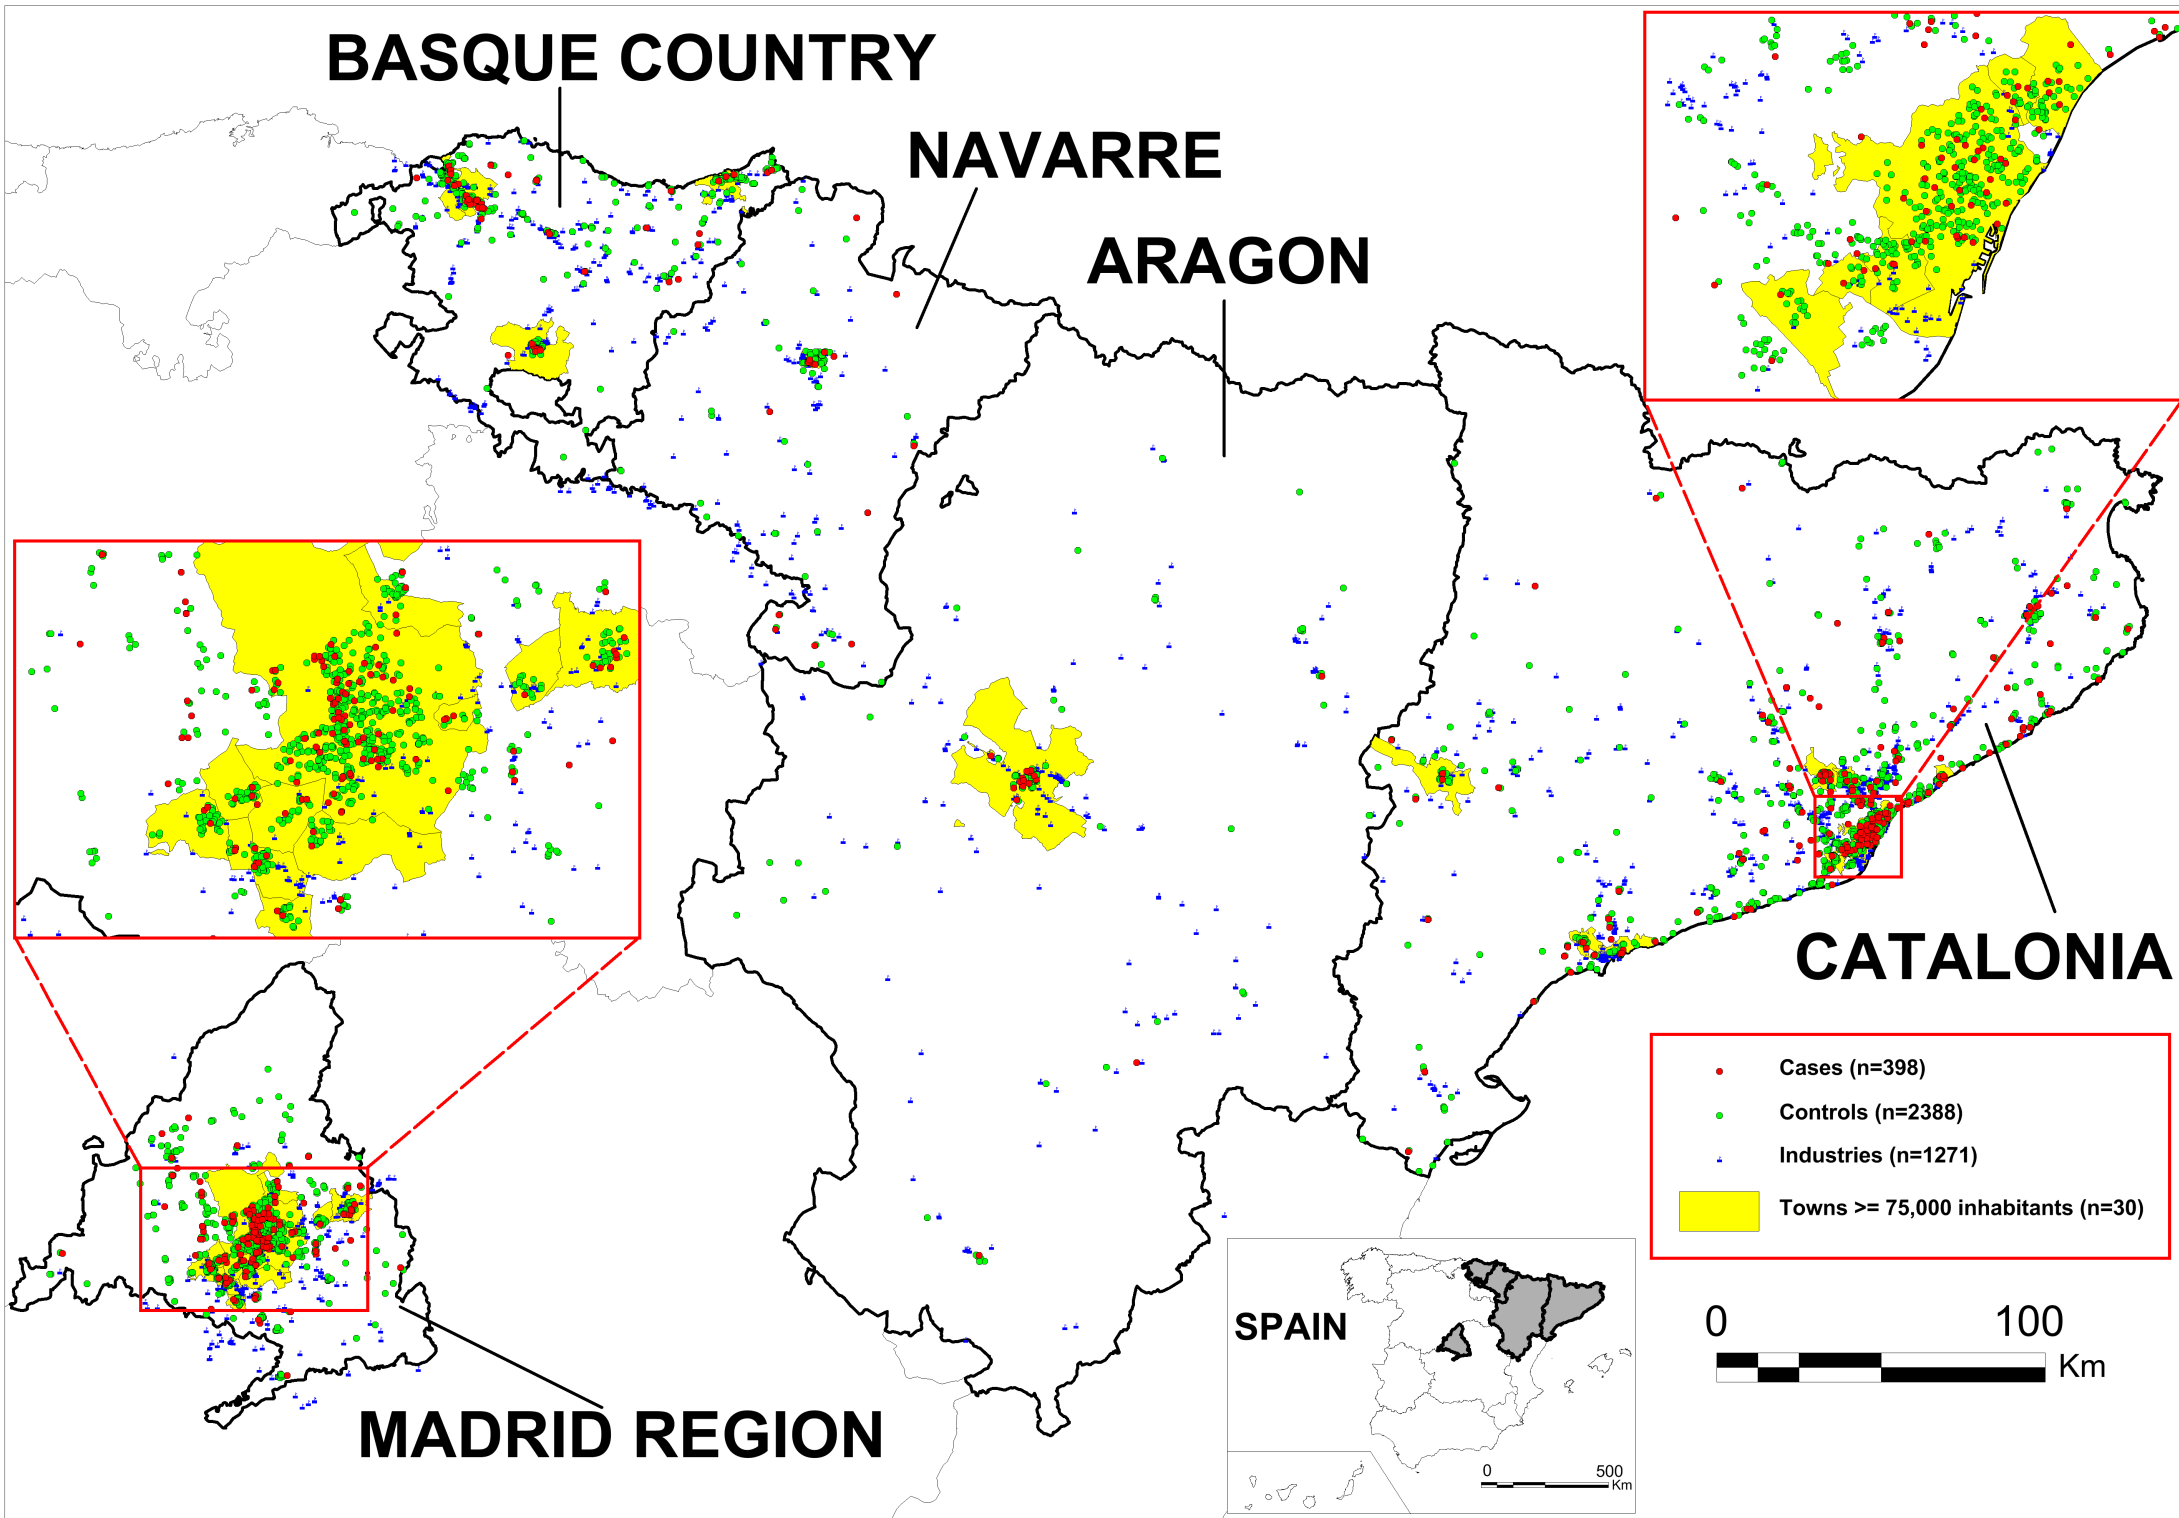 BASQUE COUNTRY
NAVARRE
ARAGON
CATALONIA
Cases (n=398)
Controls (n=2388)
Industries (n=1271)
Towns >= 75,000 inhabitants (n=30)
SPAIN
0 500
Km
0 100
Km
MADRID REGION